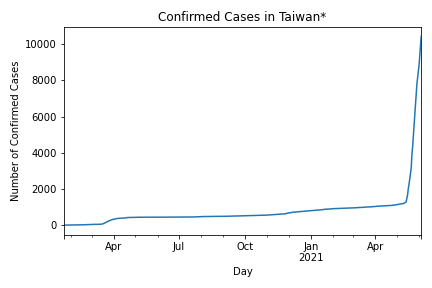 Confirmed Cases in Taiwan*
Number of Confirmed Cases
10000
8000
6000
4000
2000
0
Apr
Jul
Oct
Jan
2021
Apr
Day